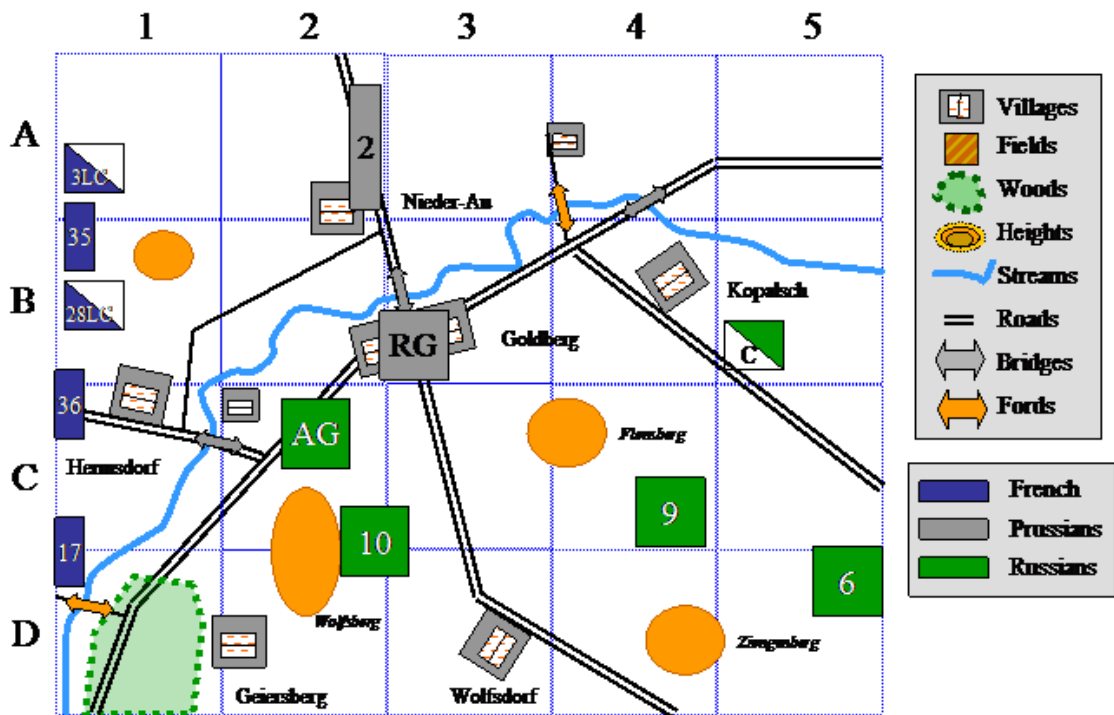 1 2 3 4 5
A
2
3LC
Nieder-Au
35
B
28LC
Kopatsch
RG
Goldberg
C
36
AG
Flensberg
Hermsdorf
C
9
10
17
6
D
Wolfsberg
Geiersberg
Wolfsdorf
Villages
Fields
Woods
Heights
Streams
Roads
Bridges
Fords
French
Prussians
Russians